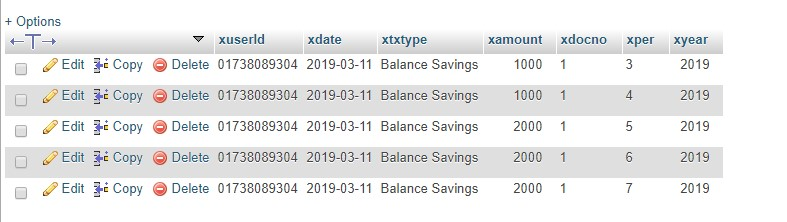 + Options
←T→ xuserId xdate xtxtype xamount xdocno xper xyear
Edit Copy Delete 01738089304 2019-03-11 Balance Savings 1000 1 3 2019
Edit Copy Delete 01738089304 2019-03-11 Balance Savings 1000 1 4 2019
Edit Copy Delete 01738089304 2019-03-11 Balance Savings 2000 1 5 2019
Edit Copy Delete 01738089304 2019-03-11 Balance Savings 2000 1 6 2019
Edit Copy Delete 01738089304 2019-03-11 Balance Savings 2000 1 7 2019